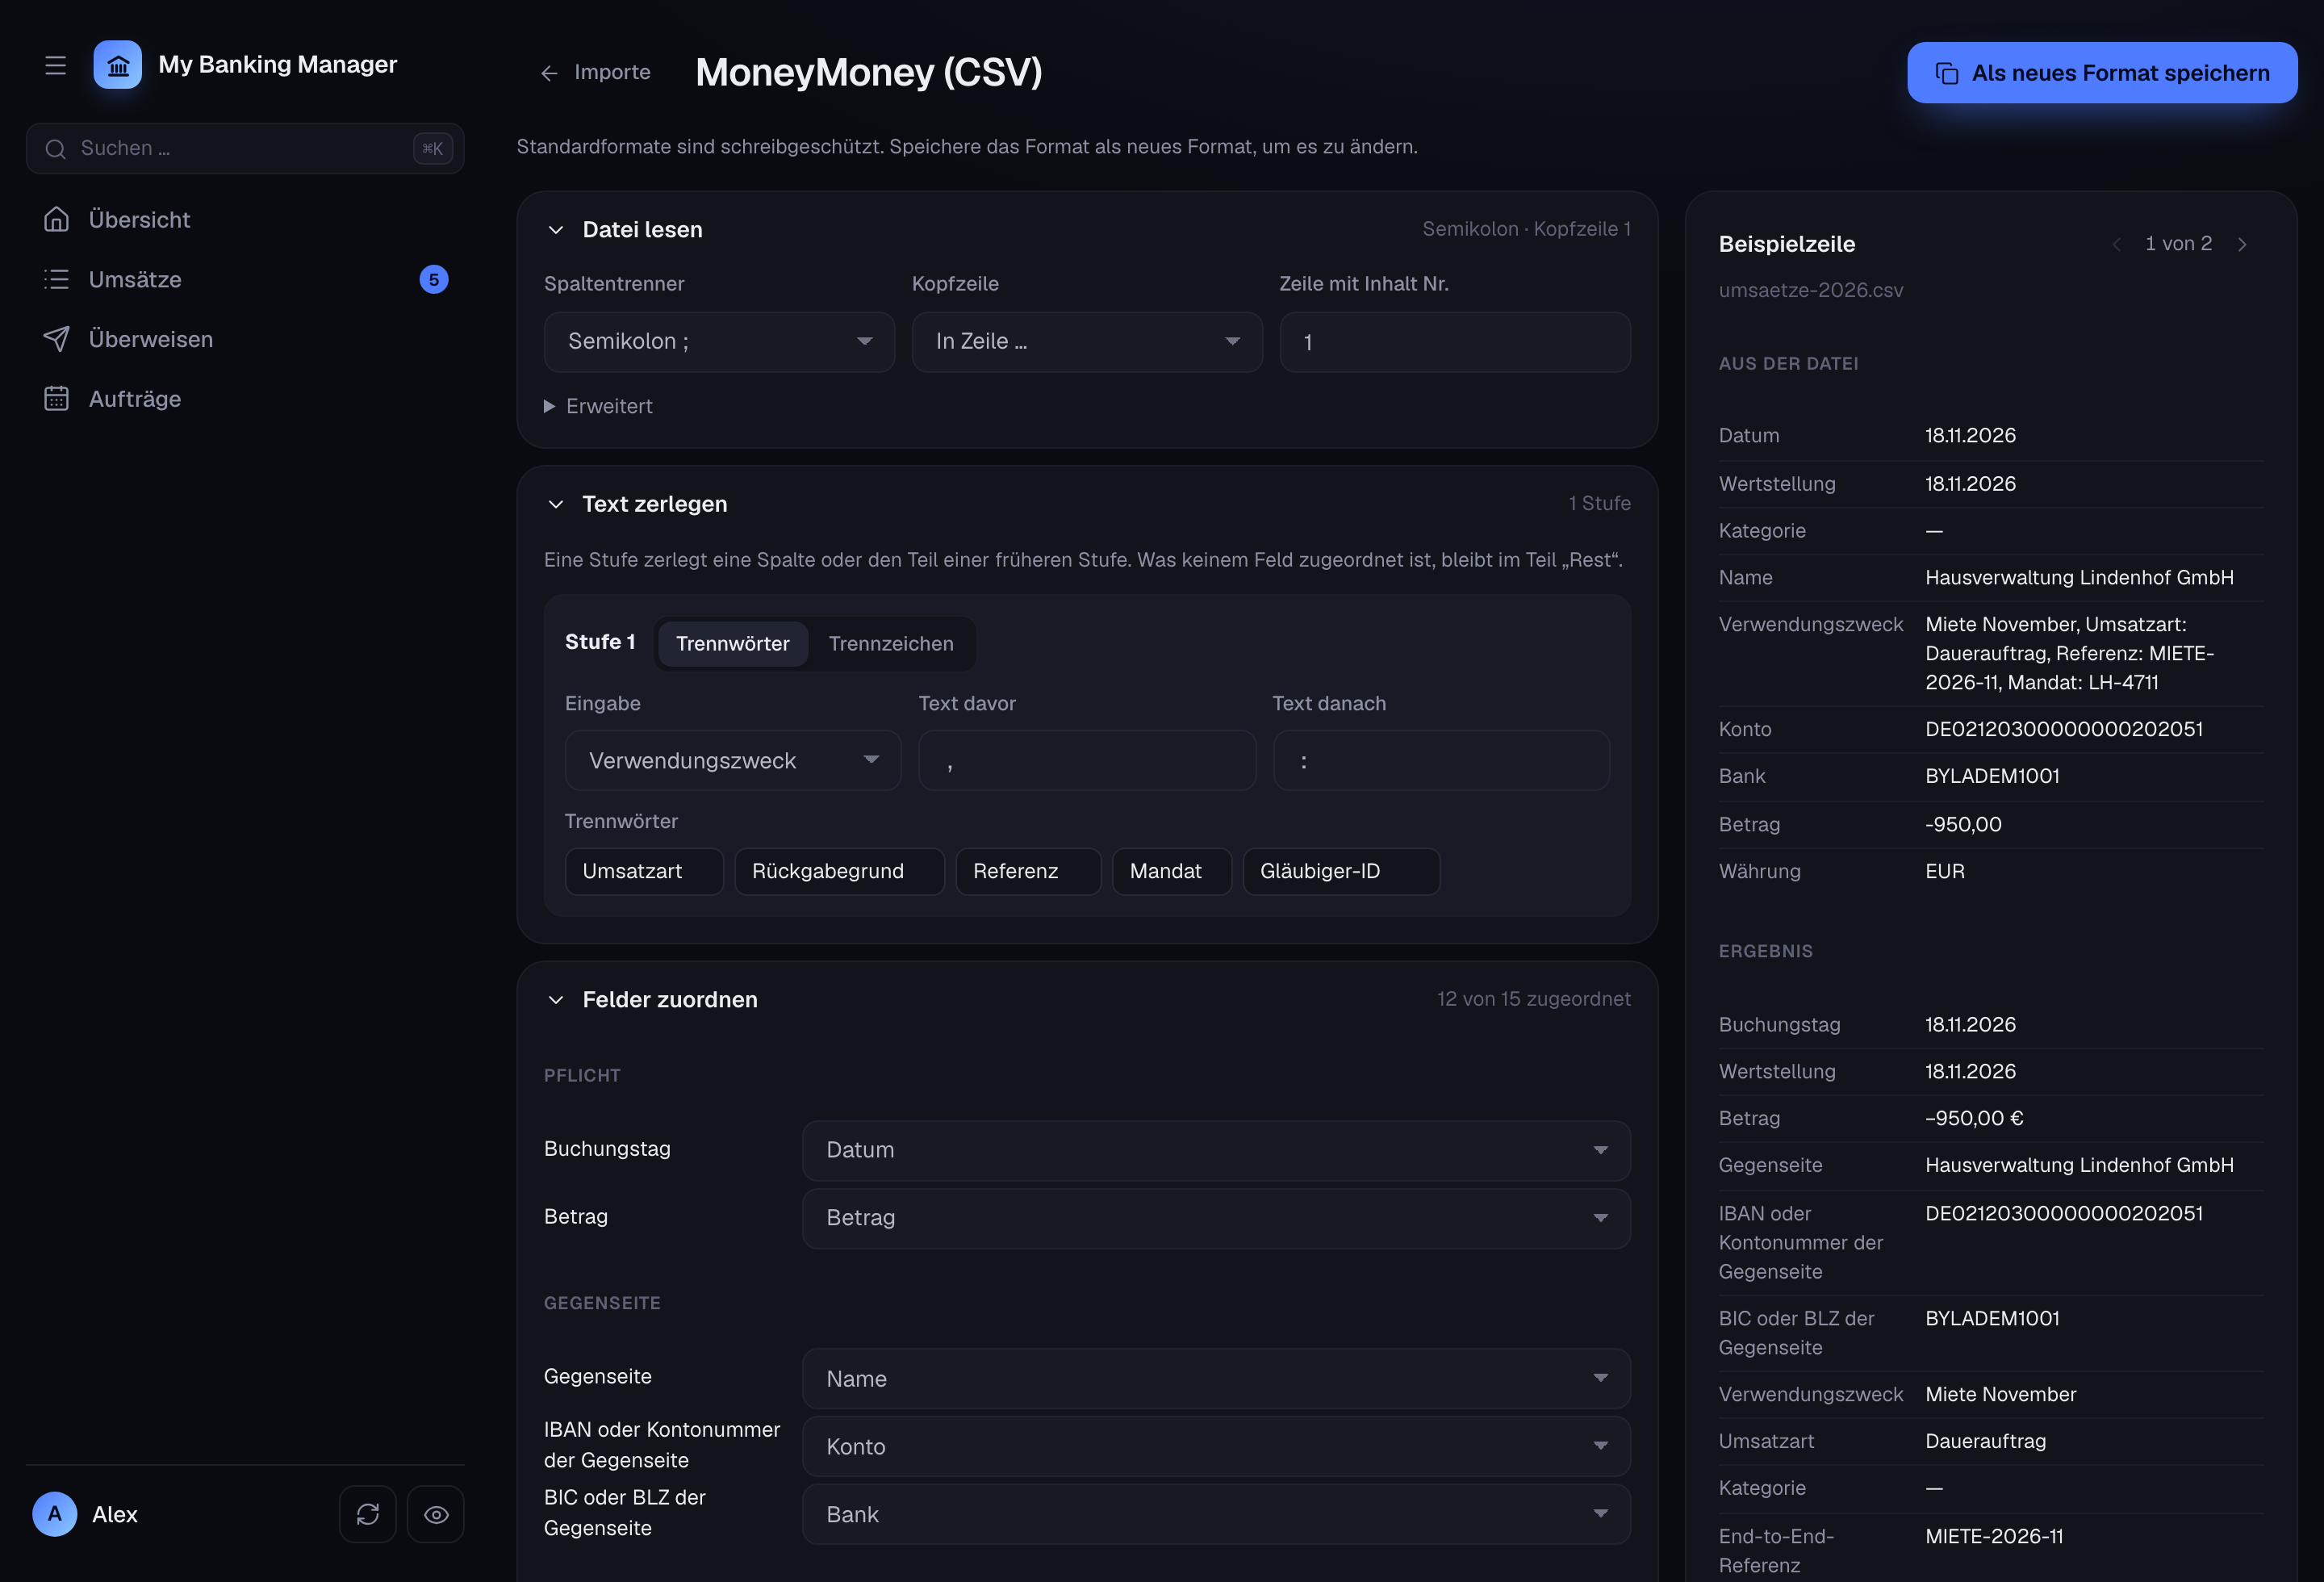 My Banking Manager
Suchen …
⌘K
Übersicht
Umsätze
5
Überweisen
Aufträge
A
Alex
Importe
MoneyMoney (CSV)
Als neues Format speichern
Standardformate sind schreibgeschützt. Speichere das Format als neues Format, um es zu ändern.
Datei lesen
Semikolon · Kopfzeile 1
Spaltentrenner
Kopfzeile
Zeile mit Inhalt Nr.
Semikolon ;
In Zeile …
1
Erweitert
Text zerlegen
1 Stufe
Eine Stufe zerlegt eine Spalte oder den Teil einer früheren Stufe. Was keinem Feld zugeordnet ist, bleibt im Teil „Rest“.
Stufe 1
Trennwörter
Trennzeichen
Eingabe
Text davor
Text danach
Verwendungszweck
,
:
Trennwörter
Umsatzart
Rückgabegrund
Referenz
Mandat
Gläubiger-ID
Felder zuordnen
12 von 15 zugeordnet
PFLICHT
Buchungstag
Datum
Betrag
Betrag
GEGENSEITE
Gegenseite
Name
IBAN oder Kontonummer
der Gegenseite
Konto
BIC oder BLZ der
Gegenseite
Bank
Beispielzeile
1 von 2
umsaetze-2026.csv
AUS DER DATEI
Datum
18.11.2026
Wertstellung
18.11.2026
Kategorie
—
Name
Hausverwaltung Lindenhof GmbH
Verwendungszweck
Miete November, Umsatzart:
Dauerauftrag, Referenz: MIETE-
2026-11, Mandat: LH-4711
Konto
DE02120300000000202051
Bank
BYLADEM1001
Betrag
-950,00
Währung
EUR
ERGEBNIS
Buchungstag
18.11.2026
Wertstellung
18.11.2026
Betrag
−950,00 €
Gegenseite
Hausverwaltung Lindenhof GmbH
IBAN oder
Kontonummer der
Gegenseite
DE02120300000000202051
BIC oder BLZ der
Gegenseite
BYLADEM1001
Verwendungszweck
Miete November
Umsatzart
Dauerauftrag
Kategorie
—
End-to-End-
Referenz
MIETE-2026-11